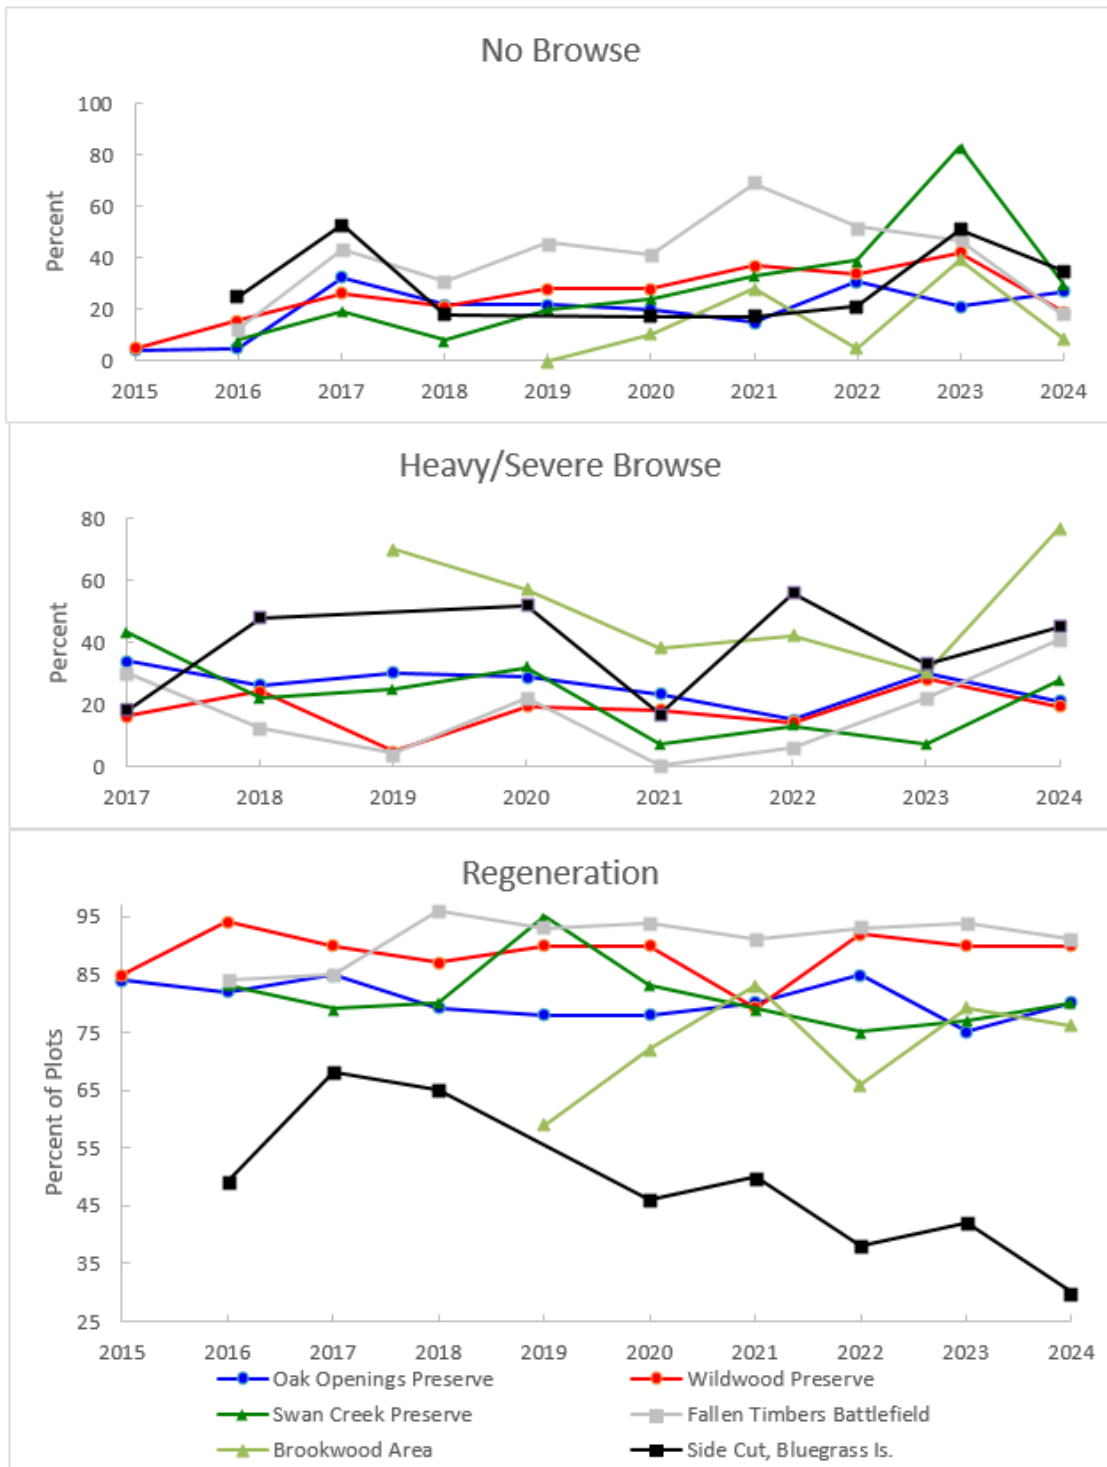 No Browse
Percent
100
80
60
40
20
0
2015 2016 2017 2018 2019 2020 2021 2022 2023 2024
Heavy/Severe Browse
Percent
80
60
40
20
0
2017 2018 2019 2020 2021 2022 2023 2024
Regeneration
Percent of Plots
95
85
75
65
55
45
35
25
2015 2016 2017 2018 2019 2020 2021 2022 2023 2024
Oak Openings Preserve Wildwood Preserve
Swan Creek Preserve Fallen Timbers Battlefield
Brookwood Area Side Cut, Bluegrass Is.